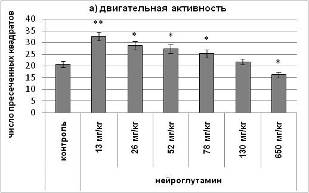 а) двигательная активность
число пресеченных квадратов
40
35
30
25
20
15
10
5
0
**
*
*
*
*
контроль
13 мг/кг
26 мг/кг
52 мг/кг
78 мг/кг
130 мг/кг
650 мг/кг
нейроглутамин